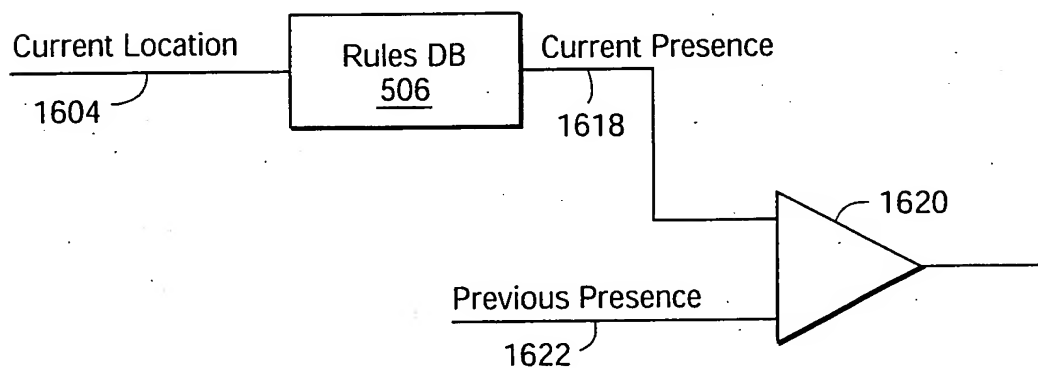 Current Location
1604
Rules DB
506
Current Presence
1618
1620
Previous Presence
1622